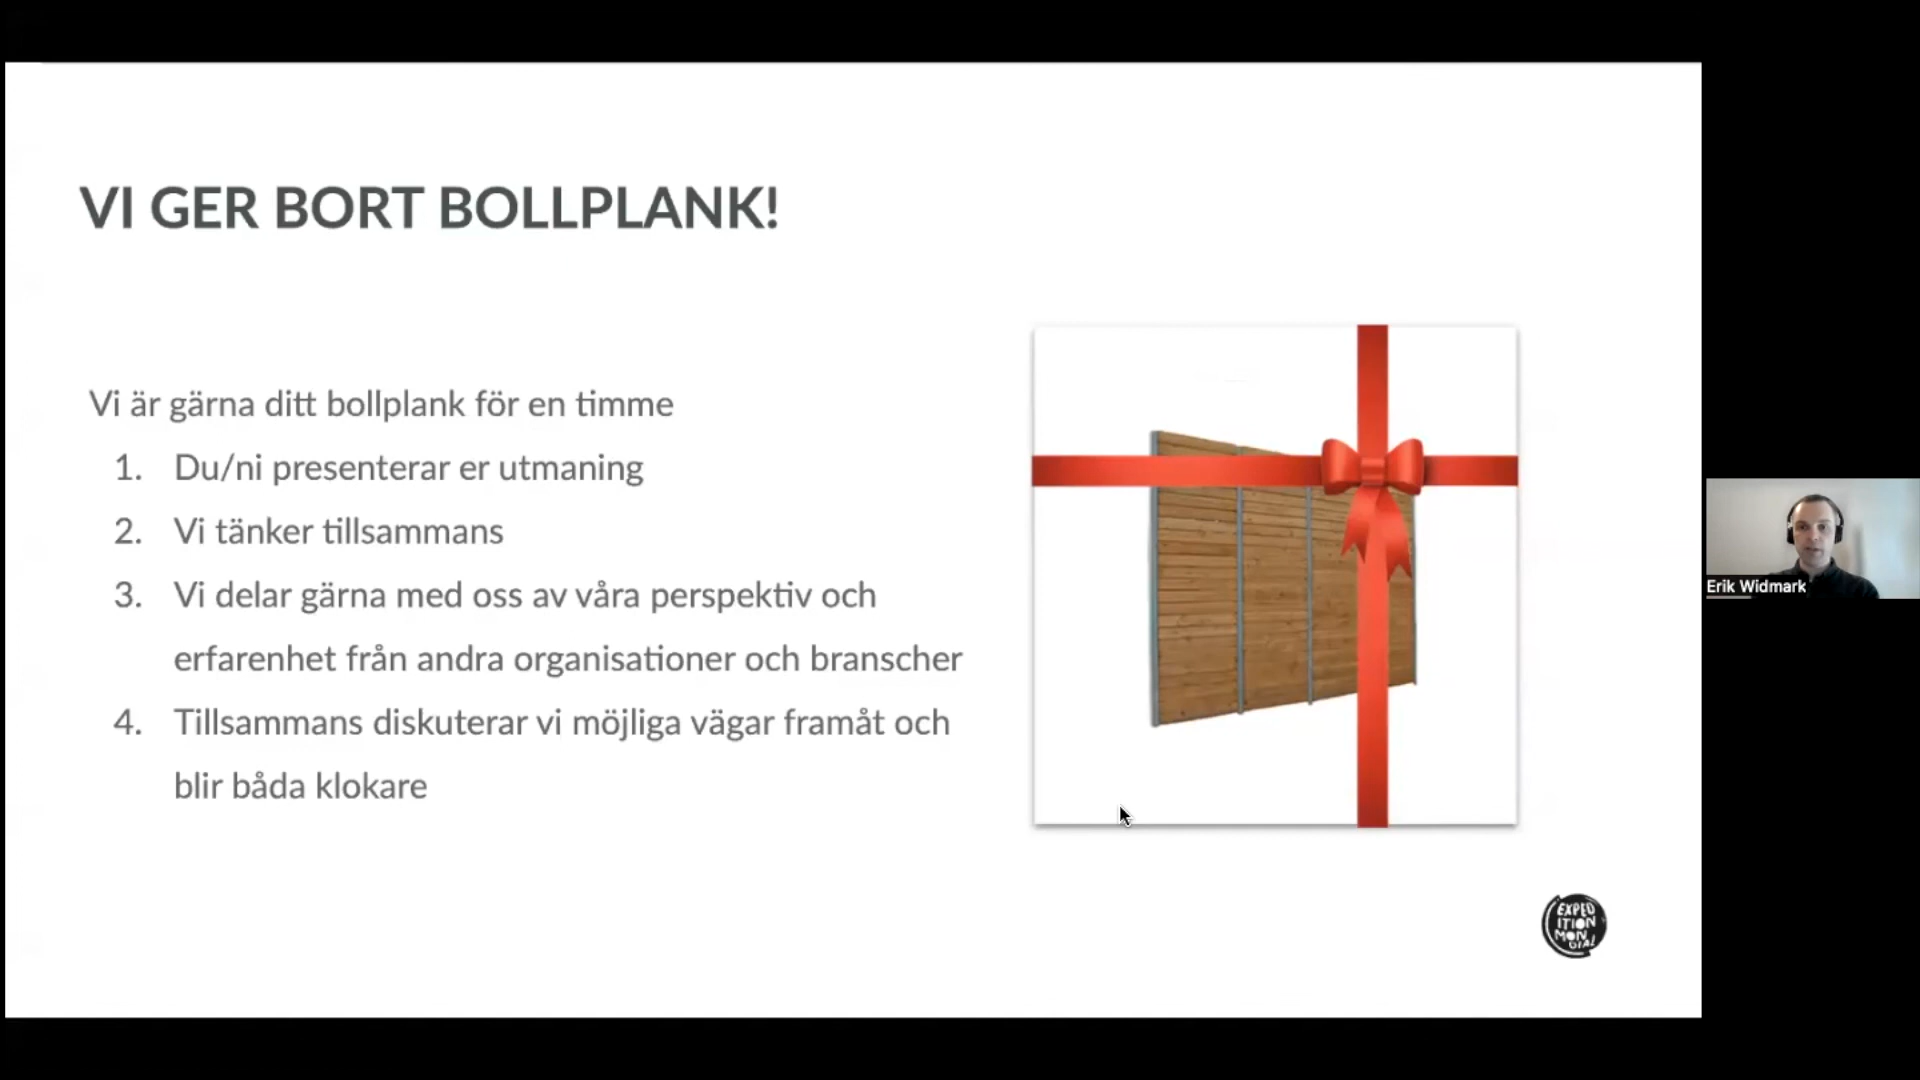 VI GER BORT BOLLPLANK!
Vi är gärna ditt bollplank för en timme
1. Du/ni presenterar er utmaning
2. Vi tänker tillsammans
3. Vi delar gärna med oss av våra perspektiv och
erfarenhet från andra organisationer och branscher
4. Tillsammans diskuterar vi möjliga vägar framåt och
blir båda klokare
Erik Widmark
EXPED
ITION
MON
DIAL